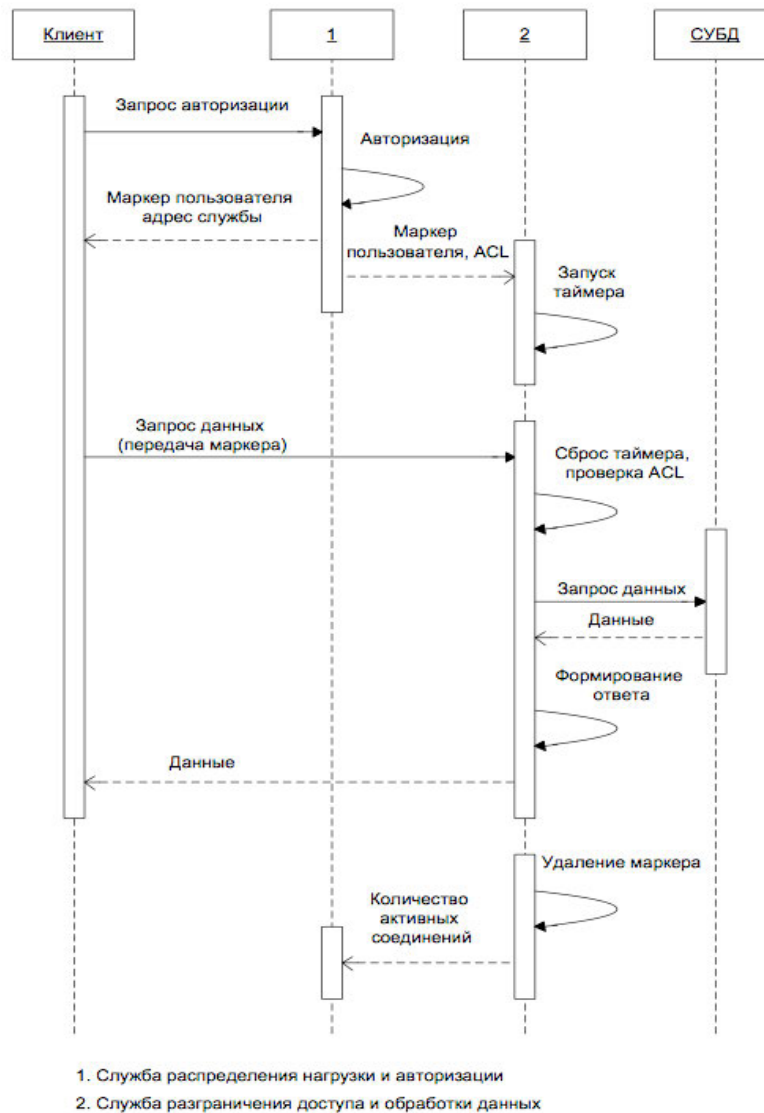 Клиент
1
2
СУБД
Запрос авторизации
Авторизация
Маркер пользователя
адрес службы
Маркер
пользователя, ACL
Запуск
таймера
Запрос данных
(передача маркера)
Сброс таймера,
проверка ACL
Запрос данных
Данные
Формирование
ответа
Данные
Удаление маркера
Количество
активных
соединений
1. Служба распределения нагрузки и авторизации
2. Служба разграничения доступа и обработки данных